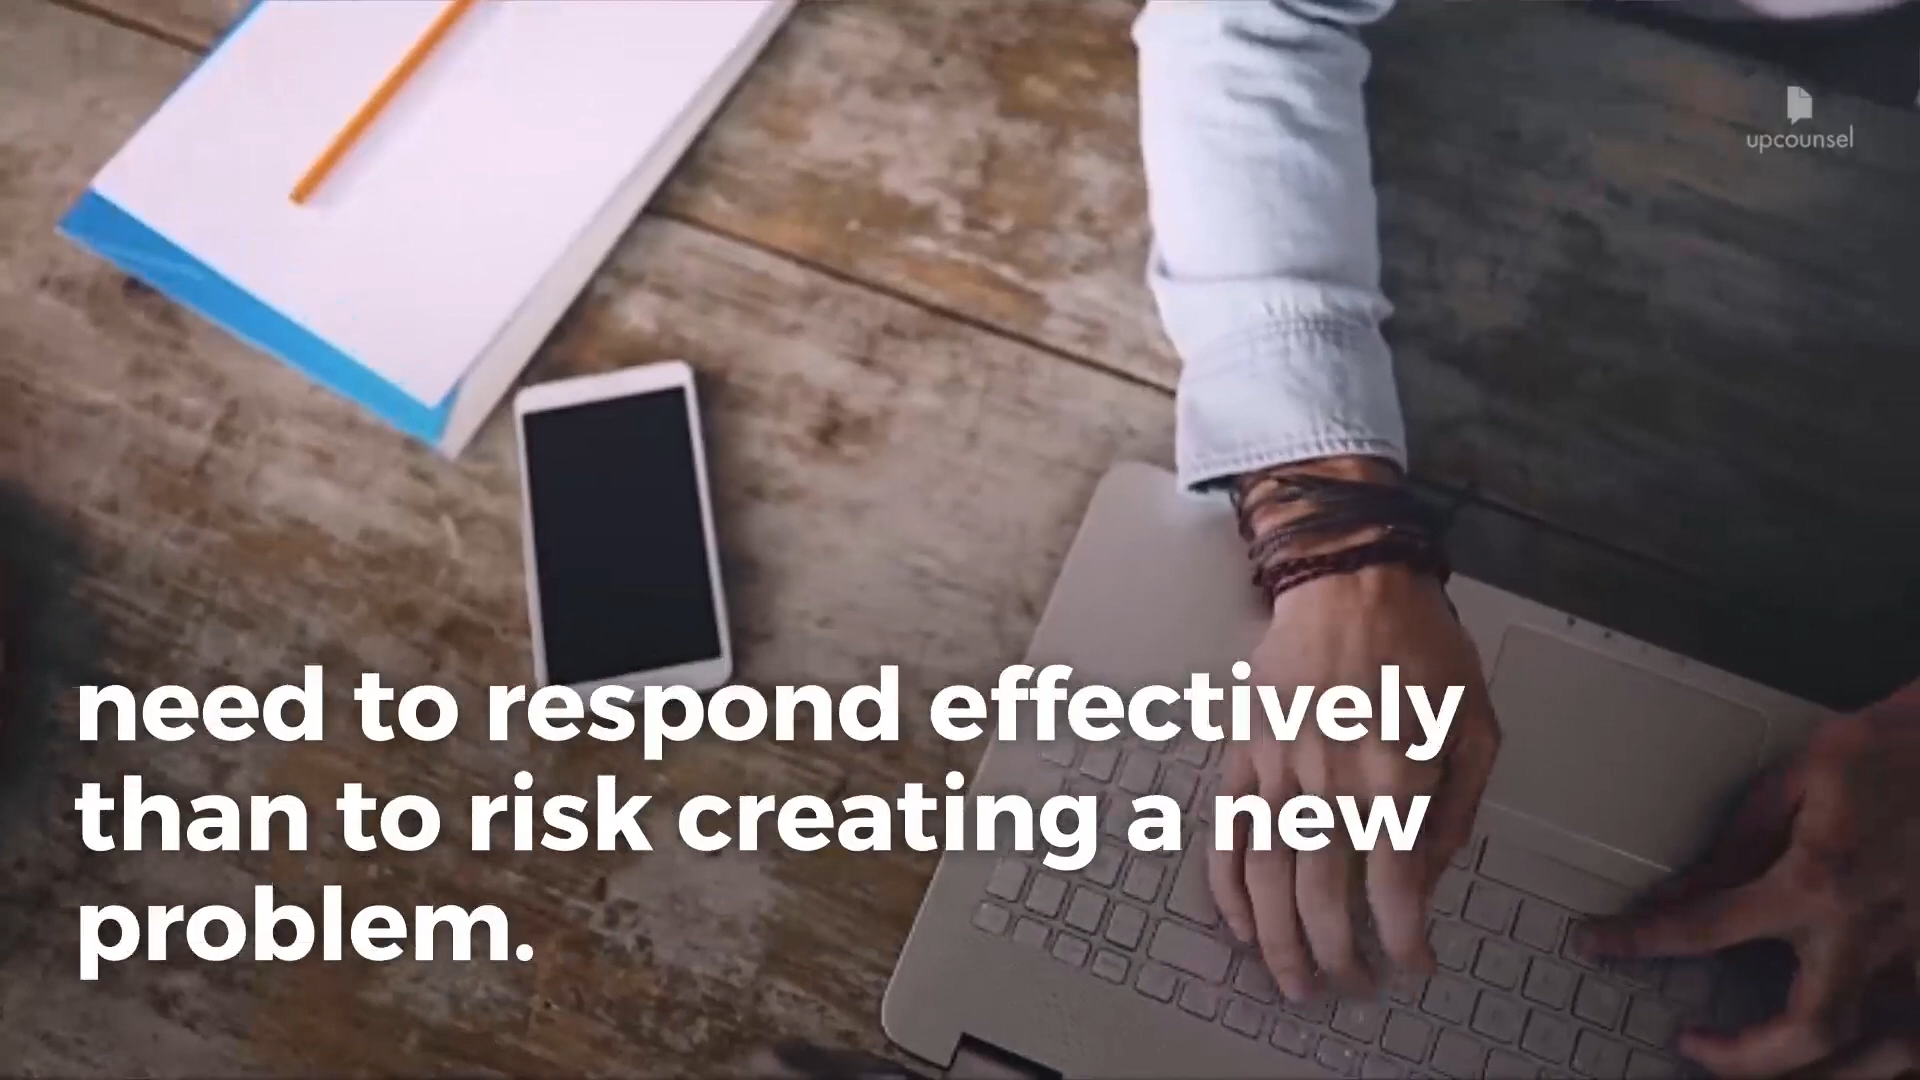 upcounsel
need to respond effectively
than to risk creating a new
problem.